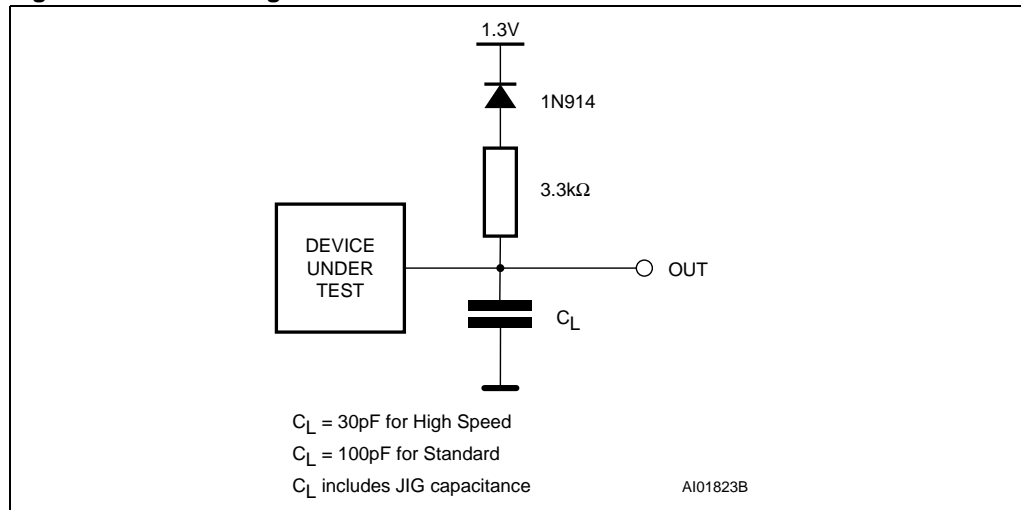 1.3V
1N914
3.3kΩ
DEVICE
UNDER
TEST
OUT
CL
CL = 30pF for High Speed
CL = 100pF for Standard
CL includes JIG capacitance
AI01823B